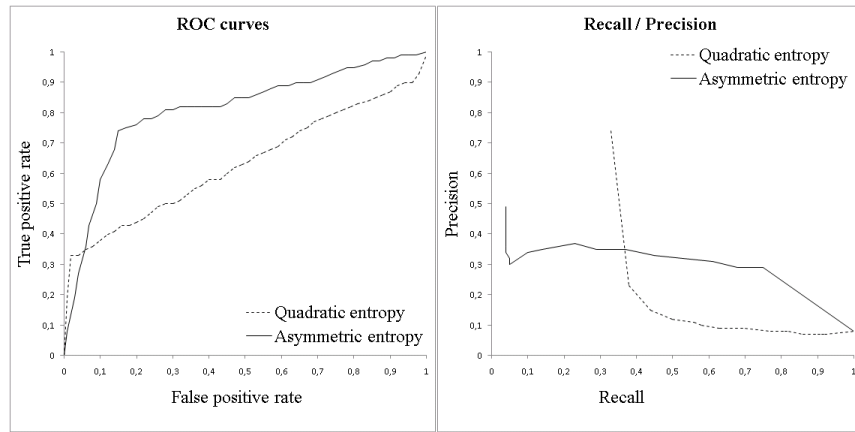 ROC curves
1
0,9
0,8
0,7
0,6
0,5
0,4
0,3
0,2
0,1
0
True positive rate
Quadratic entropy
Asymmetric entropy
0 0,1 0,2 0,3 0,4 0,5 0,6 0,7 0,8 0,9 1
False positive rate
Recall / Precision
Quadratic entropy
Asymmetric entropy
1
0,9
0,8
0,7
0,6
0,5
0,4
0,3
0,2
0,1
0
Precision
0 0,1 0,2 0,3 0,4 0,5 0,6 0,7 0,8 0,9 1
Recall